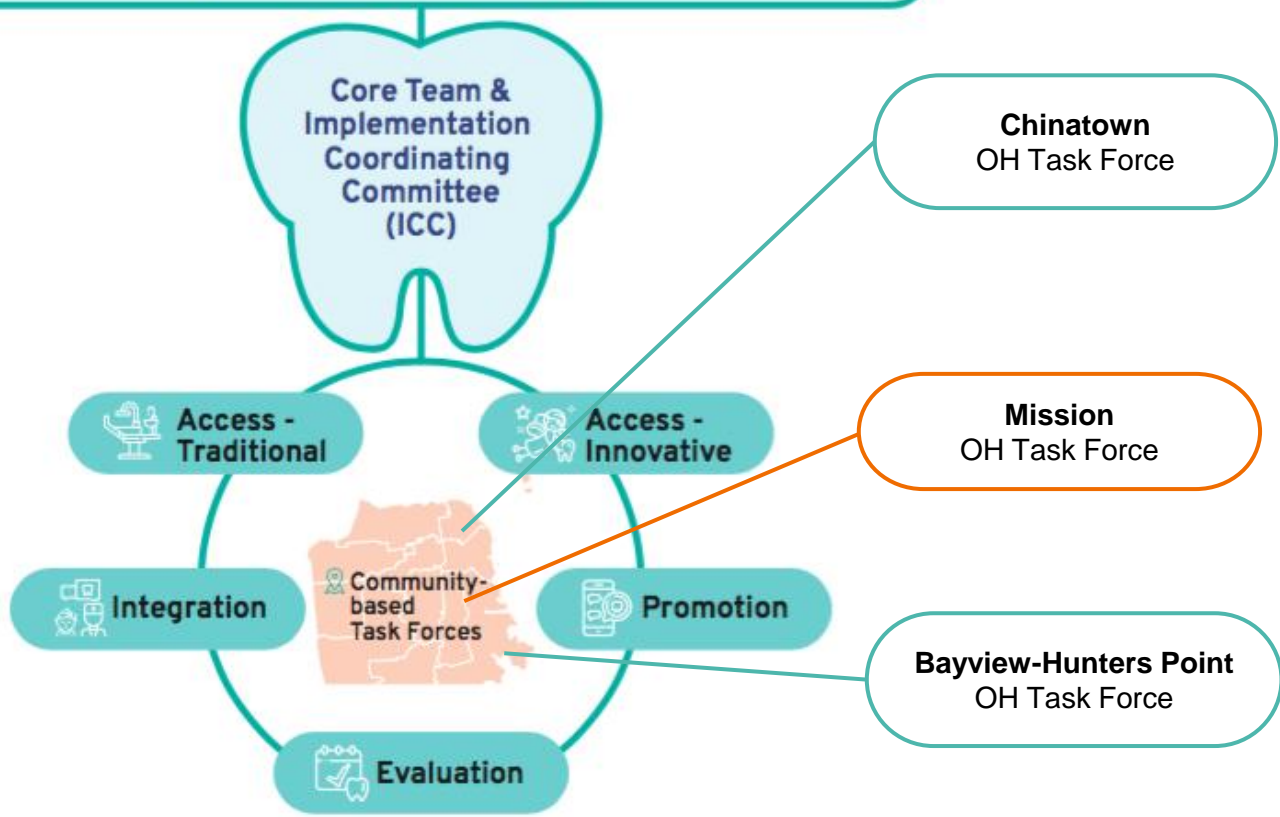 Core Team &
Implementation
Coordinating
Committee
(ICC)
Chinatown
OH Task Force
Access -
Traditional
Access -
Innovative
Mission
OH Task Force
Integration
Community-
based
Task Forces
Promotion
Bayview-Hunters Point
OH Task Force
Evaluation